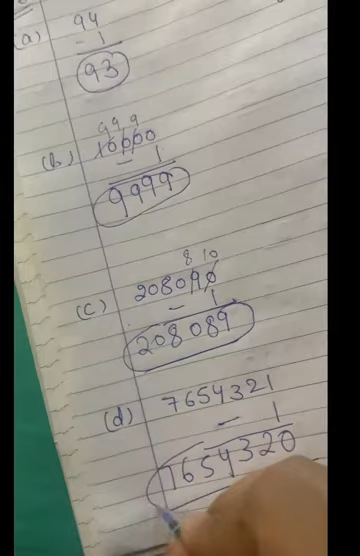 (a) 94
- 1
93
9 9 9
(b) 10000
- 1
9999
8 10
(c) 208090
- 1
208089
(d) 7654321
- 1
7654320